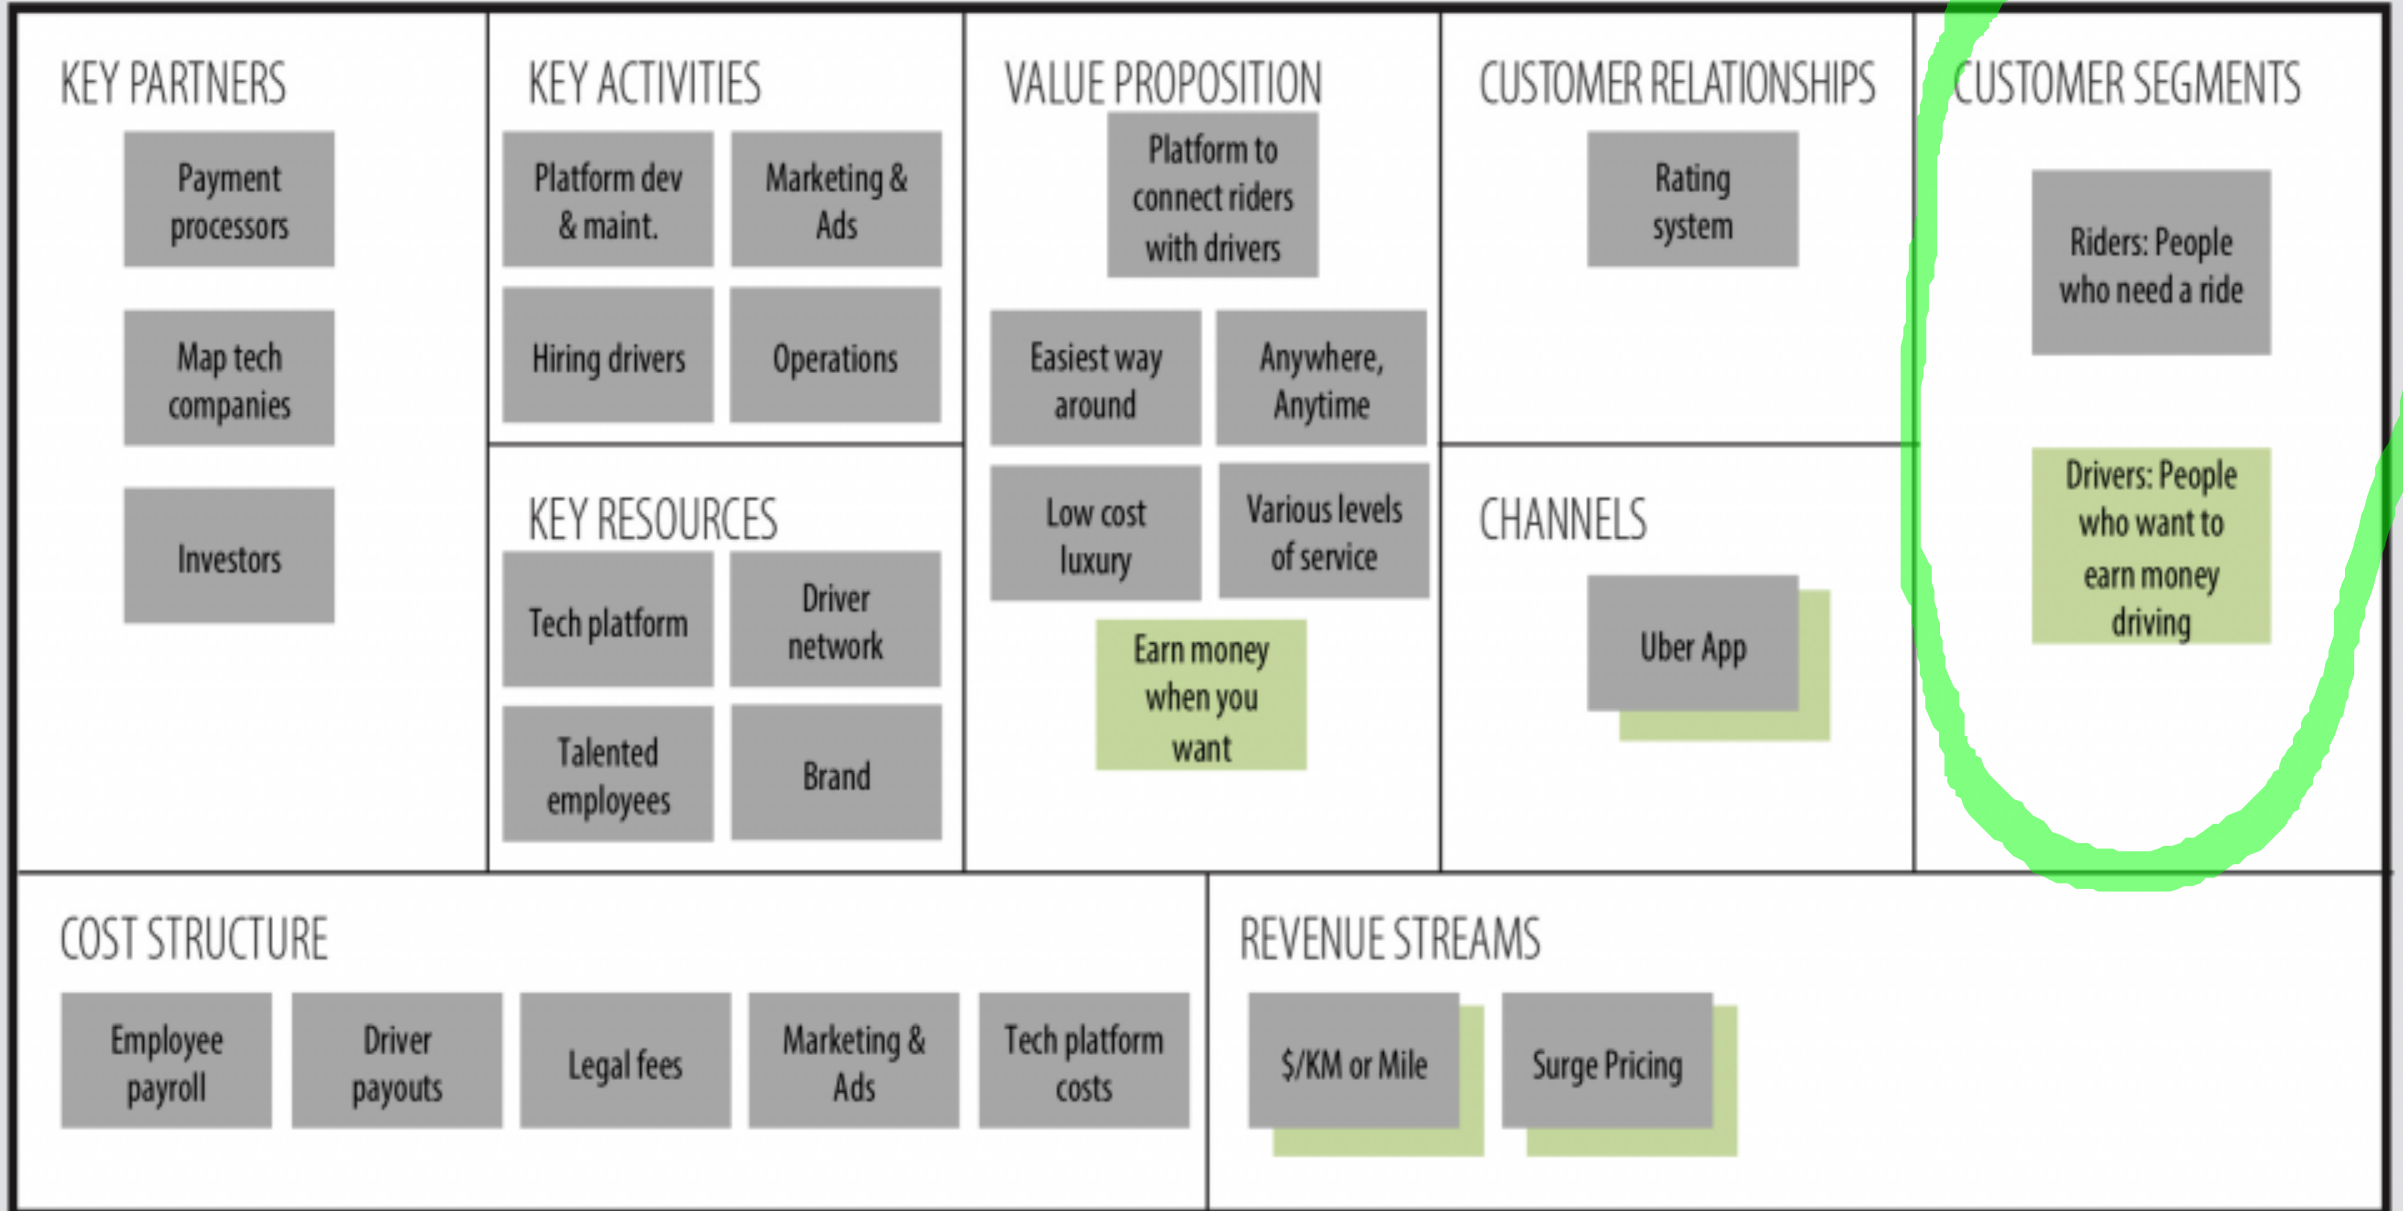 KEY PARTNERS
Payment
processors
Map tech
companies
Investors
KEY ACTIVITIES
Platform dev
& maint.
Marketing &
Ads
Hiring drivers
Operations
KEY RESOURCES
Tech platform
Driver
network
Talented
employees
Brand
VALUE PROPOSITION
Platform to
connect riders
with drivers
Easiest way
around
Anywhere,
Anytime
Low cost
luxury
Various levels
of service
Earn money
when you
want
CUSTOMER RELATIONSHIPS
Rating
system
CHANNELS
Uber App
CUSTOMER SEGMENTS
Riders: People
who need a ride
Drivers: People
who want to
earn money
driving
COST STRUCTURE
Employee
payroll
Driver
payouts
Legal fees
Marketing &
Ads
Tech platform
costs
REVENUE STREAMS
$/KM or Mile
Surge Pricing